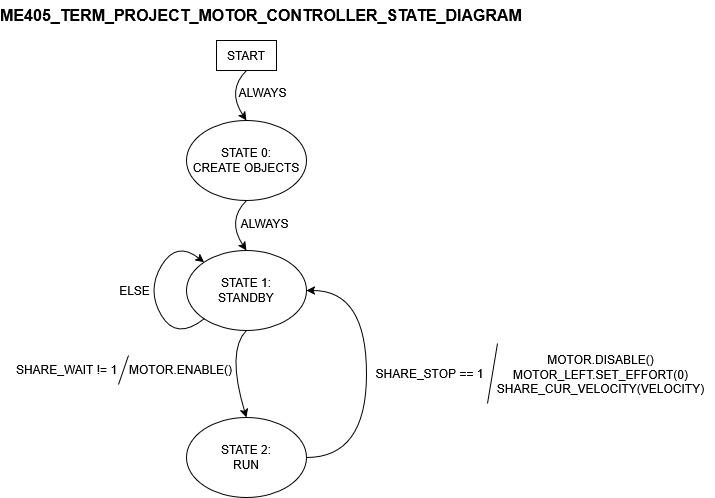 ME405_TERM_PROJECT_MOTOR_CONTROLLER_STATE_DIAGRAM
START
ALWAYS
STATE 0:
CREATE OBJECTS
ALWAYS
STATE 1:
STANDBY
ELSE
SHARE_WAIT != 1
MOTOR.ENABLE()
SHARE_STOP == 1
MOTOR.DISABLE()
MOTOR_LEFT.SET_EFFORT(0)
SHARE_CUR_VELOCITY(VELOCITY)
STATE 2:
RUN